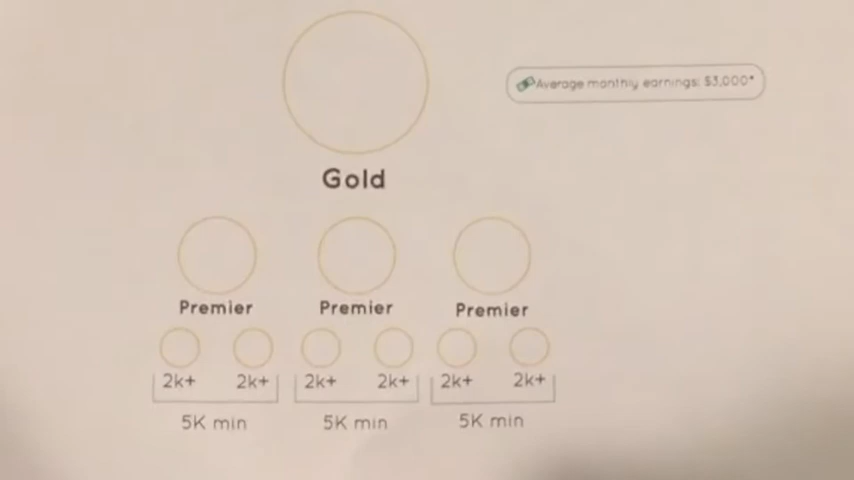 Average monthly earnings: $3,000*
Gold
Premier Premier Premier
2k+ 2k+ 2k+ 2k+ 2k+ 2k+
5K min 5K min 5K min